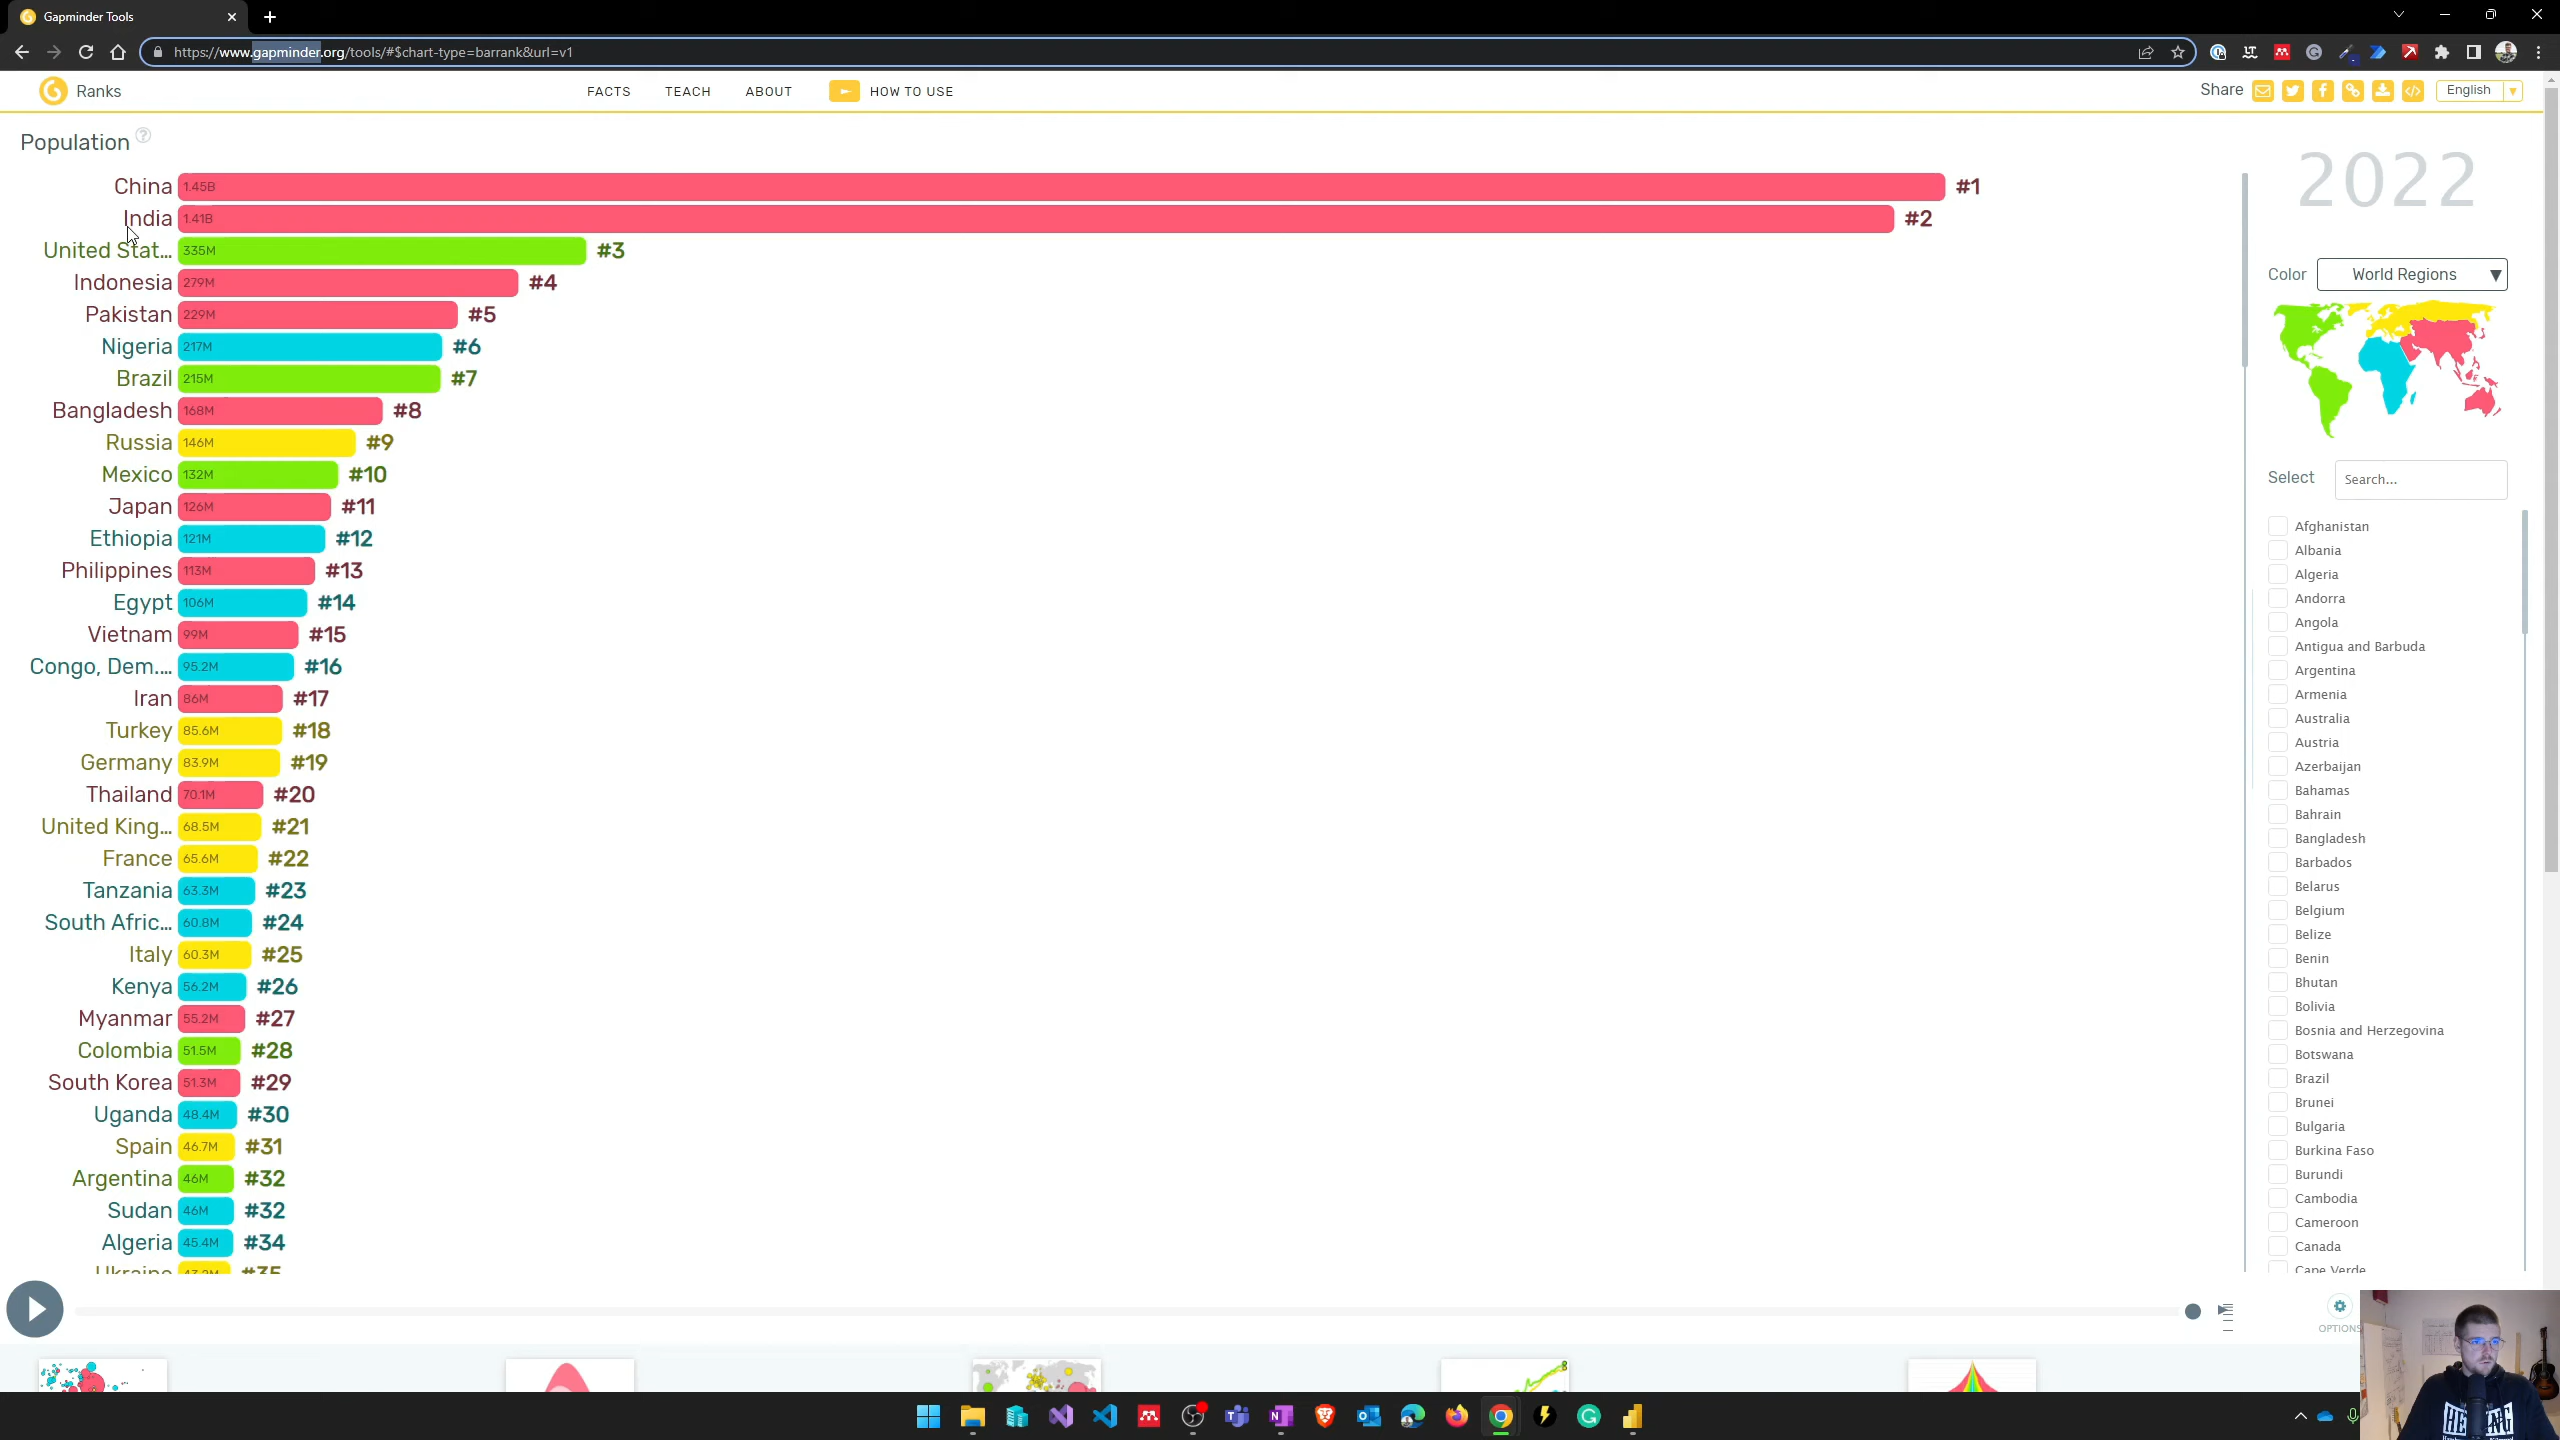 Gapminder Tools
https://www.gapminder.org/tools/#$chart-type=barrank&url=v1
Ranks
FACTS
TEACH
ABOUT
HOW TO USE
Share
English
Population ?
2022
China 1.45B #1
India 1.41B #2
United Stat... 335M #3
Indonesia 279M #4
Pakistan 229M #5
Nigeria 217M #6
Brazil 215M #7
Bangladesh 168M #8
Russia 146M #9
Mexico 132M #10
Japan 126M #11
Ethiopia 121M #12
Philippines 113M #13
Egypt 106M #14
Vietnam 99M #15
Congo, Dem.... 95.2M #16
Iran 86M #17
Turkey 85.6M #18
Germany 83.9M #19
Thailand 70.1M #20
United King... 68.5M #21
France 65.6M #22
Tanzania 63.3M #23
South Afric... 60.8M #24
Italy 60.3M #25
Kenya 56.2M #26
Myanmar 55.2M #27
Colombia 51.5M #28
South Korea 51.3M #29
Uganda 48.4M #30
Spain 46.7M #31
Argentina 46M #32
Sudan 46M #32
Algeria 45.4M #34
Ukraine 43.2M #35
Color
World Regions
Select
Search...
Afghanistan
Albania
Algeria
Andorra
Angola
Antigua and Barbuda
Argentina
Armenia
Australia
Austria
Azerbaijan
Bahamas
Bahrain
Bangladesh
Barbados
Belarus
Belgium
Belize
Benin
Bhutan
Bolivia
Bosnia and Herzegovina
Botswana
Brazil
Brunei
Bulgaria
Burkina Faso
Burundi
Cambodia
Cameroon
Canada
Cape Verde
OPTIONS